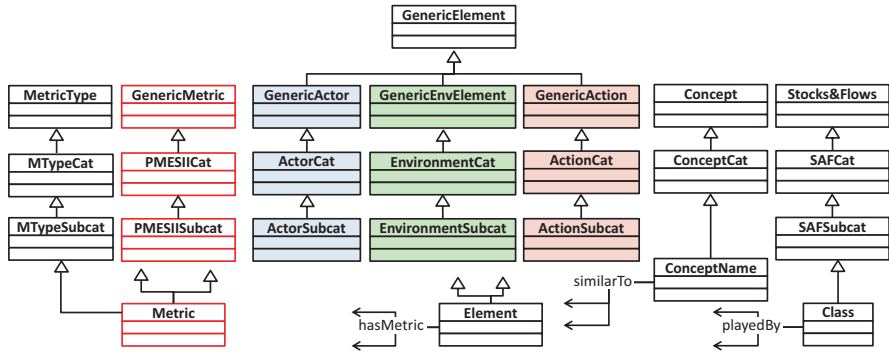 GenericElement
MetricType
GenericMetric
GenericActor
GenericEnvElement
GenericAction
Concept
Stocks&Flows
MTypeCat
PMESIICat
ActorCat
EnvironmentCat
ActionCat
ConceptCat
SAFCat
MTypeSubcat
PMESIISubcat
ActorSubcat
EnvironmentSubcat
ActionSubcat
SAFSubcat
similarTo
ConceptName
Metric
hasMetric
Element
playedBy
Class